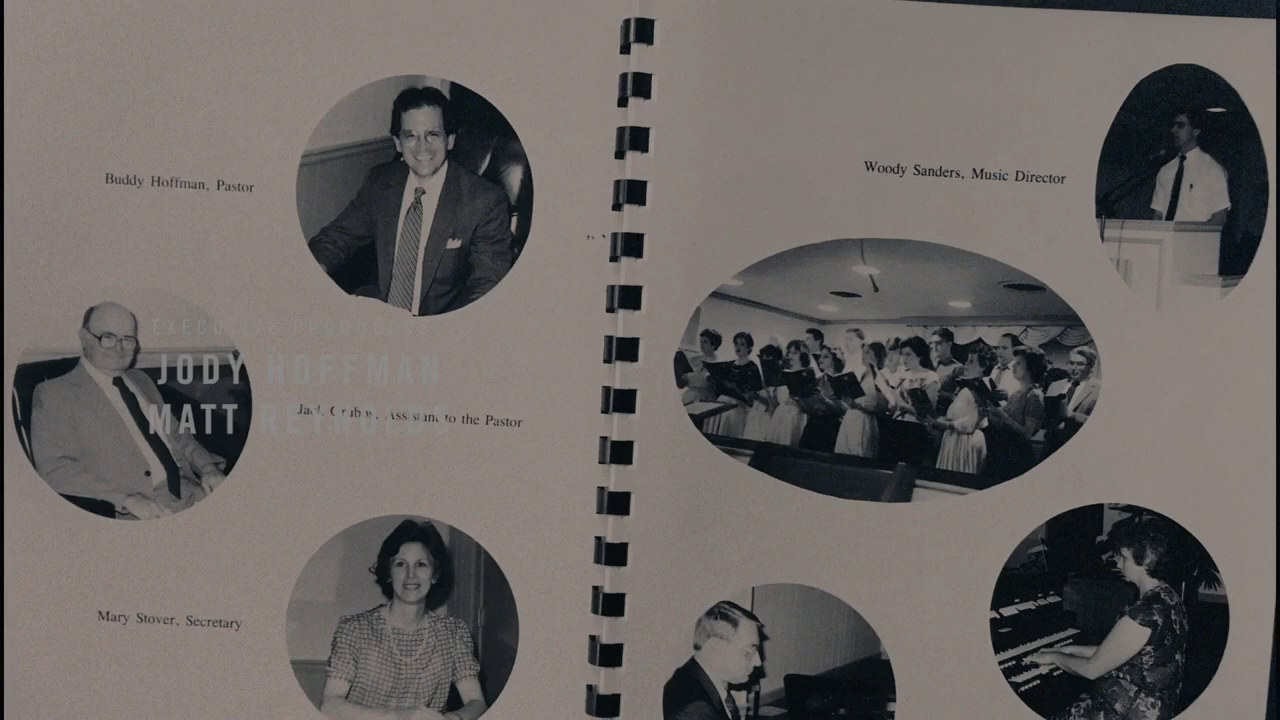 Buddy Hoffman, Pastor
Woody Sanders, Music Director
EXECUTIVE
JODY HOFFMAN
MATT REYNOLDS
Jack Assistant to the Pastor
Mary Stover, Secretary